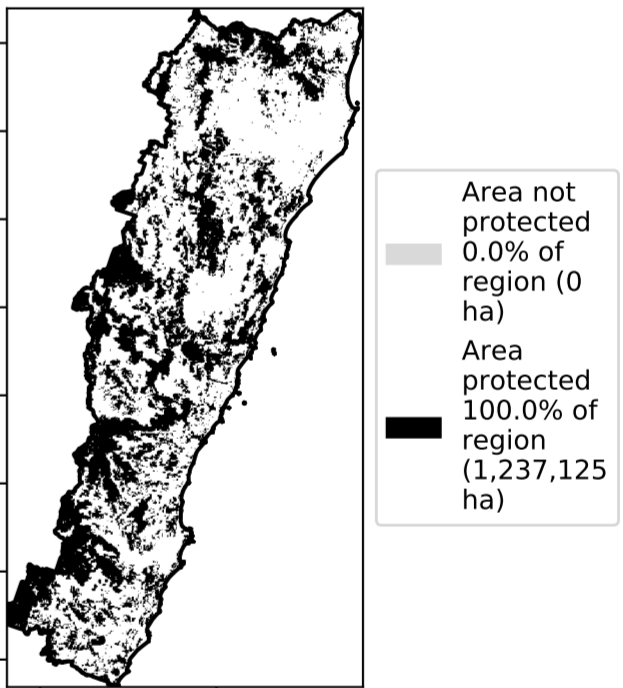 Area not
protected
0.0% of
region (0
ha)
Area
protected
100.0% of
region
(1,237,125
ha)